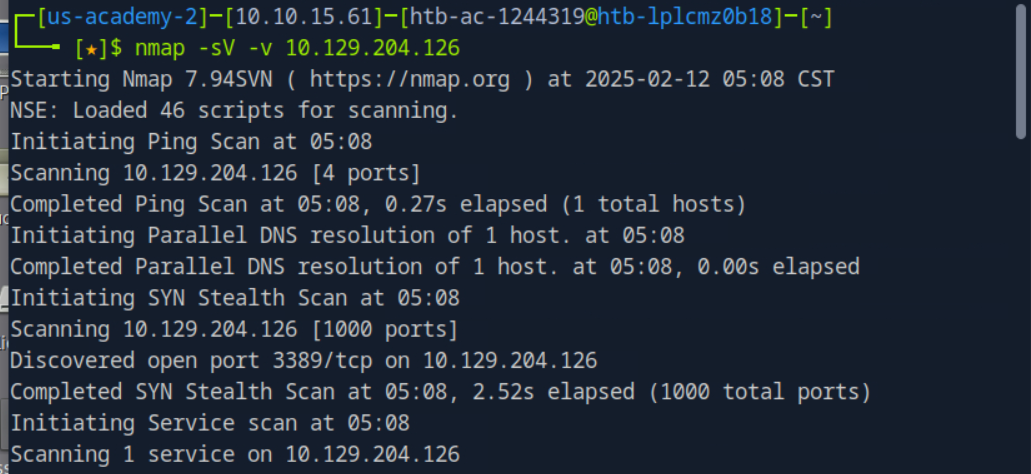 ┌─[us-academy-2]─[10.10.15.61]─[htb-ac-1244319@htb-lplcmz0b18]─[~]
└──╼ [★]$ nmap -sV -v 10.129.204.126
Starting Nmap 7.94SVN ( https://nmap.org ) at 2025-02-12 05:08 CST
NSE: Loaded 46 scripts for scanning.
Initiating Ping Scan at 05:08
Scanning 10.129.204.126 [4 ports]
Completed Ping Scan at 05:08, 0.27s elapsed (1 total hosts)
Initiating Parallel DNS resolution of 1 host. at 05:08
Completed Parallel DNS resolution of 1 host. at 05:08, 0.00s elapsed
Initiating SYN Stealth Scan at 05:08
Scanning 10.129.204.126 [1000 ports]
Discovered open port 3389/tcp on 10.129.204.126
Completed SYN Stealth Scan at 05:08, 2.52s elapsed (1000 total ports)
Initiating Service scan at 05:08
Scanning 1 service on 10.129.204.126